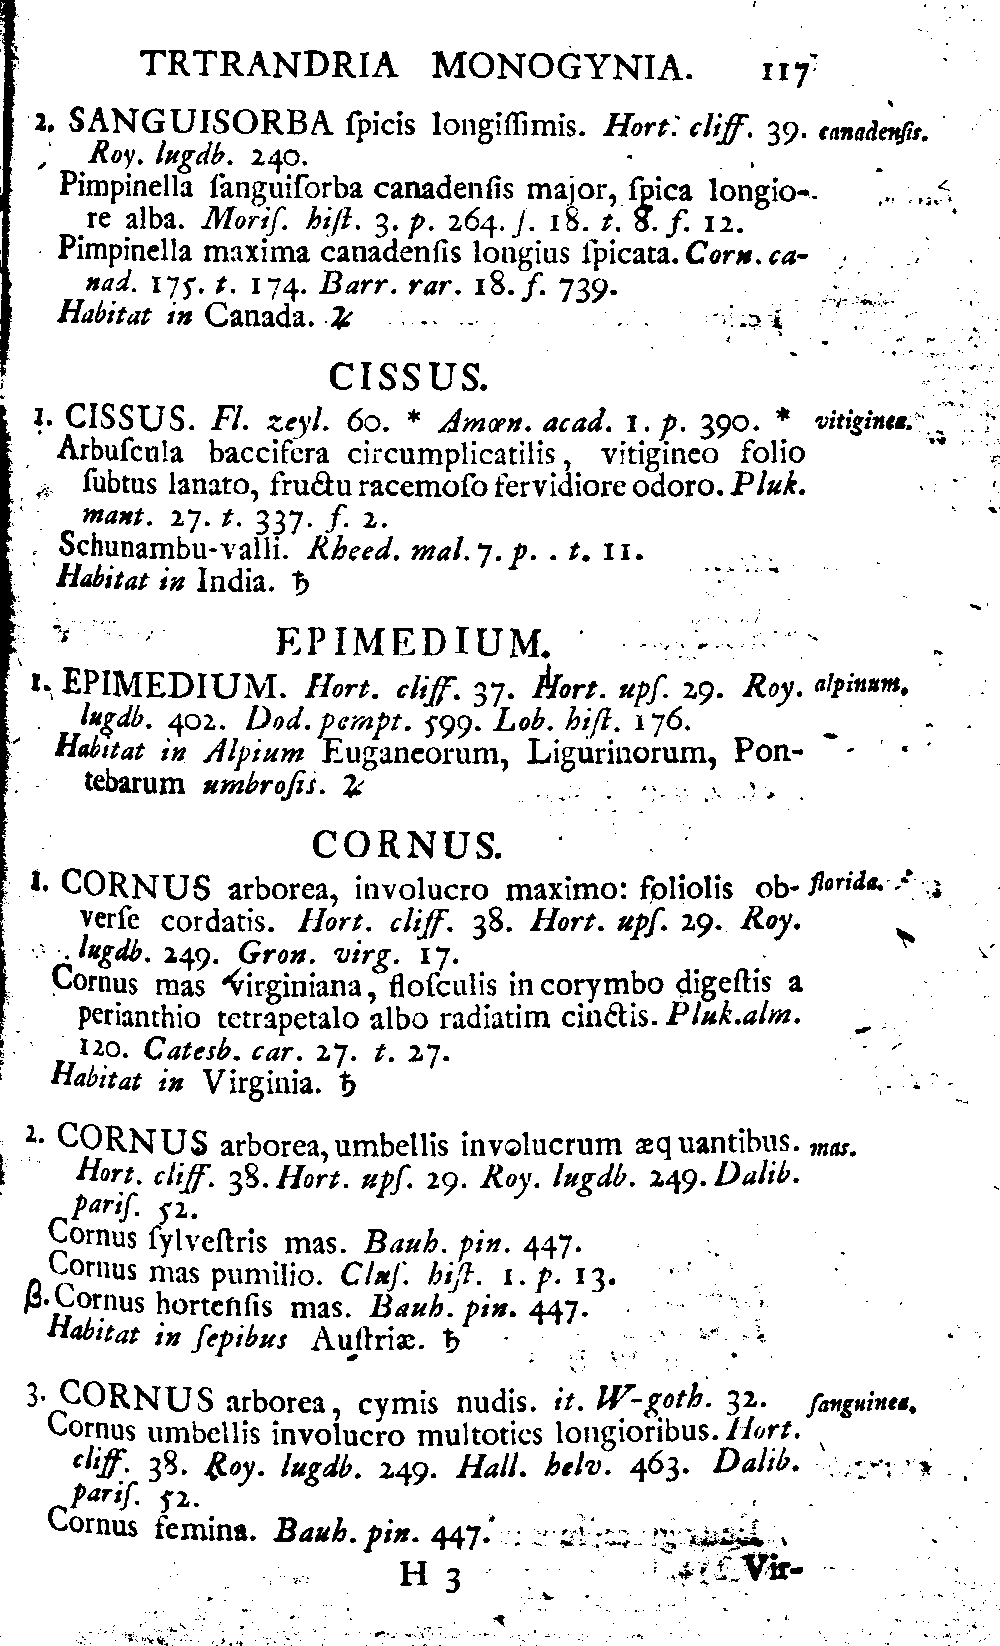 TRTRANDRIA MONOGYNIA. 117
2. SANGUISORBA ſpicis longiſſimis. Hort. cliff. 39. canadenſis.
Roy. lugdb. 240.
Pimpinella ſanguiſorba canadenſis major, ſpica longio-
re alba. Moriſ. hiſt. 3. p. 264. ſ. 18. t. 8. f. 12.
Pimpinella maxima canadenſis longius ſpicata. Corn. ca-
nad. 175. t. 174. Barr. rar. 18. f. 739.
Habitat in Canada. ♃
CISSUS.
1. CISSUS. Fl. zeyl. 60. * Amœn. acad. 1. p. 390. * vitiginea.
Arbuſcula baccifera circumplicatilis, vitigineo folio
ſubtus lanato, fructu racemoſo fervidiore odoro. Pluk.
mant. 27. t. 337. f. 2.
Schunambu-valli. Rheed. mal. 7. p. . t. 11.
Habitat in India. ♄
EPIMEDIUM.
1. EPIMEDIUM. Hort. cliff. 37. Hort. upſ. 29. Roy. alpinum.
lugdb. 402. Dod. pempt. 599. Lob. hiſt. 176.
Habitat in Alpium Euganeorum, Ligurinorum, Pon-
tebarum umbroſis. ♃
CORNUS.
1. CORNUS arborea, involucro maximo: foliolis ob- florida.
verſe cordatis. Hort. cliff. 38. Hort. upſ. 29. Roy.
lugdb. 249. Gron. virg. 17.
Cornus mas Virginiana, floſculis in corymbo digeſtis a
perianthio tetrapetalo albo radiatim cinctis. Pluk. alm.
120. Catesb. car. 27. t. 27.
Habitat in Virginia. ♄
2. CORNUS arborea, umbellis involucrum æquantibus. mas.
Hort. cliff. 38. Hort. upſ. 29. Roy. lugdb. 249. Dalib.
pariſ. 52.
Cornus ſylveſtris mas. Bauh. pin. 447.
Cornus mas pumilio. Cluſ. hiſt. 1. p. 13.
β. Cornus hortenſis mas. Bauh. pin. 447.
Habitat in ſepibus Auſtriæ. ♄
3. CORNUS arborea, cymis nudis. it. W-goth. 32. ſanguinea.
Cornus umbellis involucro multoties longioribus. Hort.
cliff. 38. Roy. lugdb. 249. Hall. helv. 463. Dalib.
pariſ. 52.
Cornus femina. Bauh. pin. 447.
H 3 Vir-